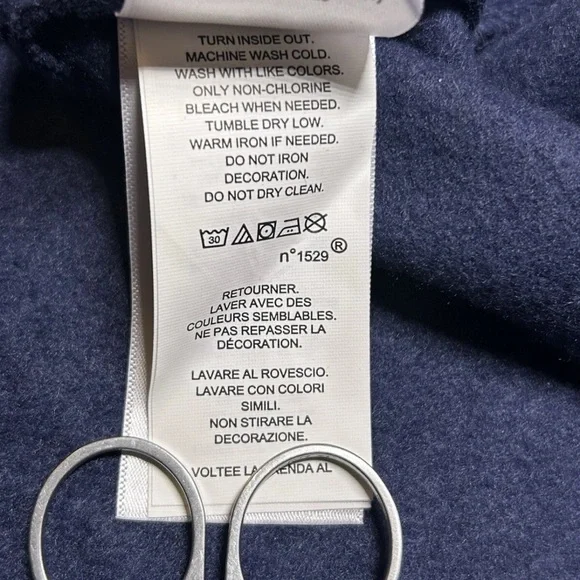 TURN INSIDE OUT.
MACHINE WASH COLD.
WASH WITH LIKE COLORS.
ONLY NON-CHLORINE
BLEACH WHEN NEEDED.
TUMBLE DRY LOW.
WARM IRON IF NEEDED.
DO NOT IRON
DECORATION.
DO NOT DRY CLEAN.
30
n°1529®
RETOURNER.
LAVER AVEC DES
COULEURS SEMBLABLES.
NE PAS REPASSER LA
DÉCORATION.
LAVARE AL ROVESCIO.
LAVARE CON COLORI
SIMILI.
NON STIRARE LA
DECORAZIONE.
VOLTEE LA AL